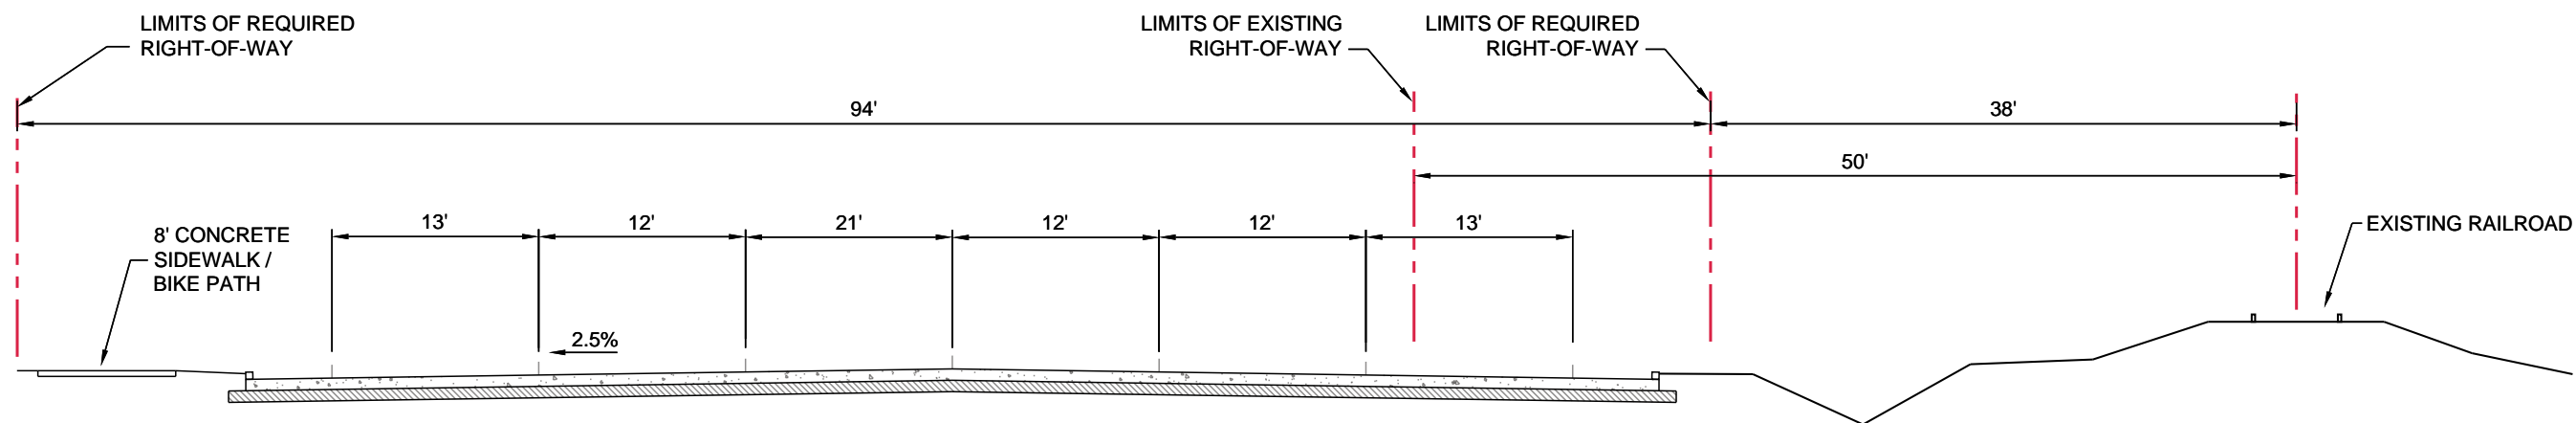 LIMITS OF REQUIRED
RIGHT-OF-WAY
LIMITS OF EXISTING
RIGHT-OF-WAY
LIMITS OF REQUIRED
RIGHT-OF-WAY
94'
38'
50'
13'
12'
21'
12'
12'
13'
8' CONCRETE
SIDEWALK /
BIKE PATH
EXISTING RAILROAD
2.5%